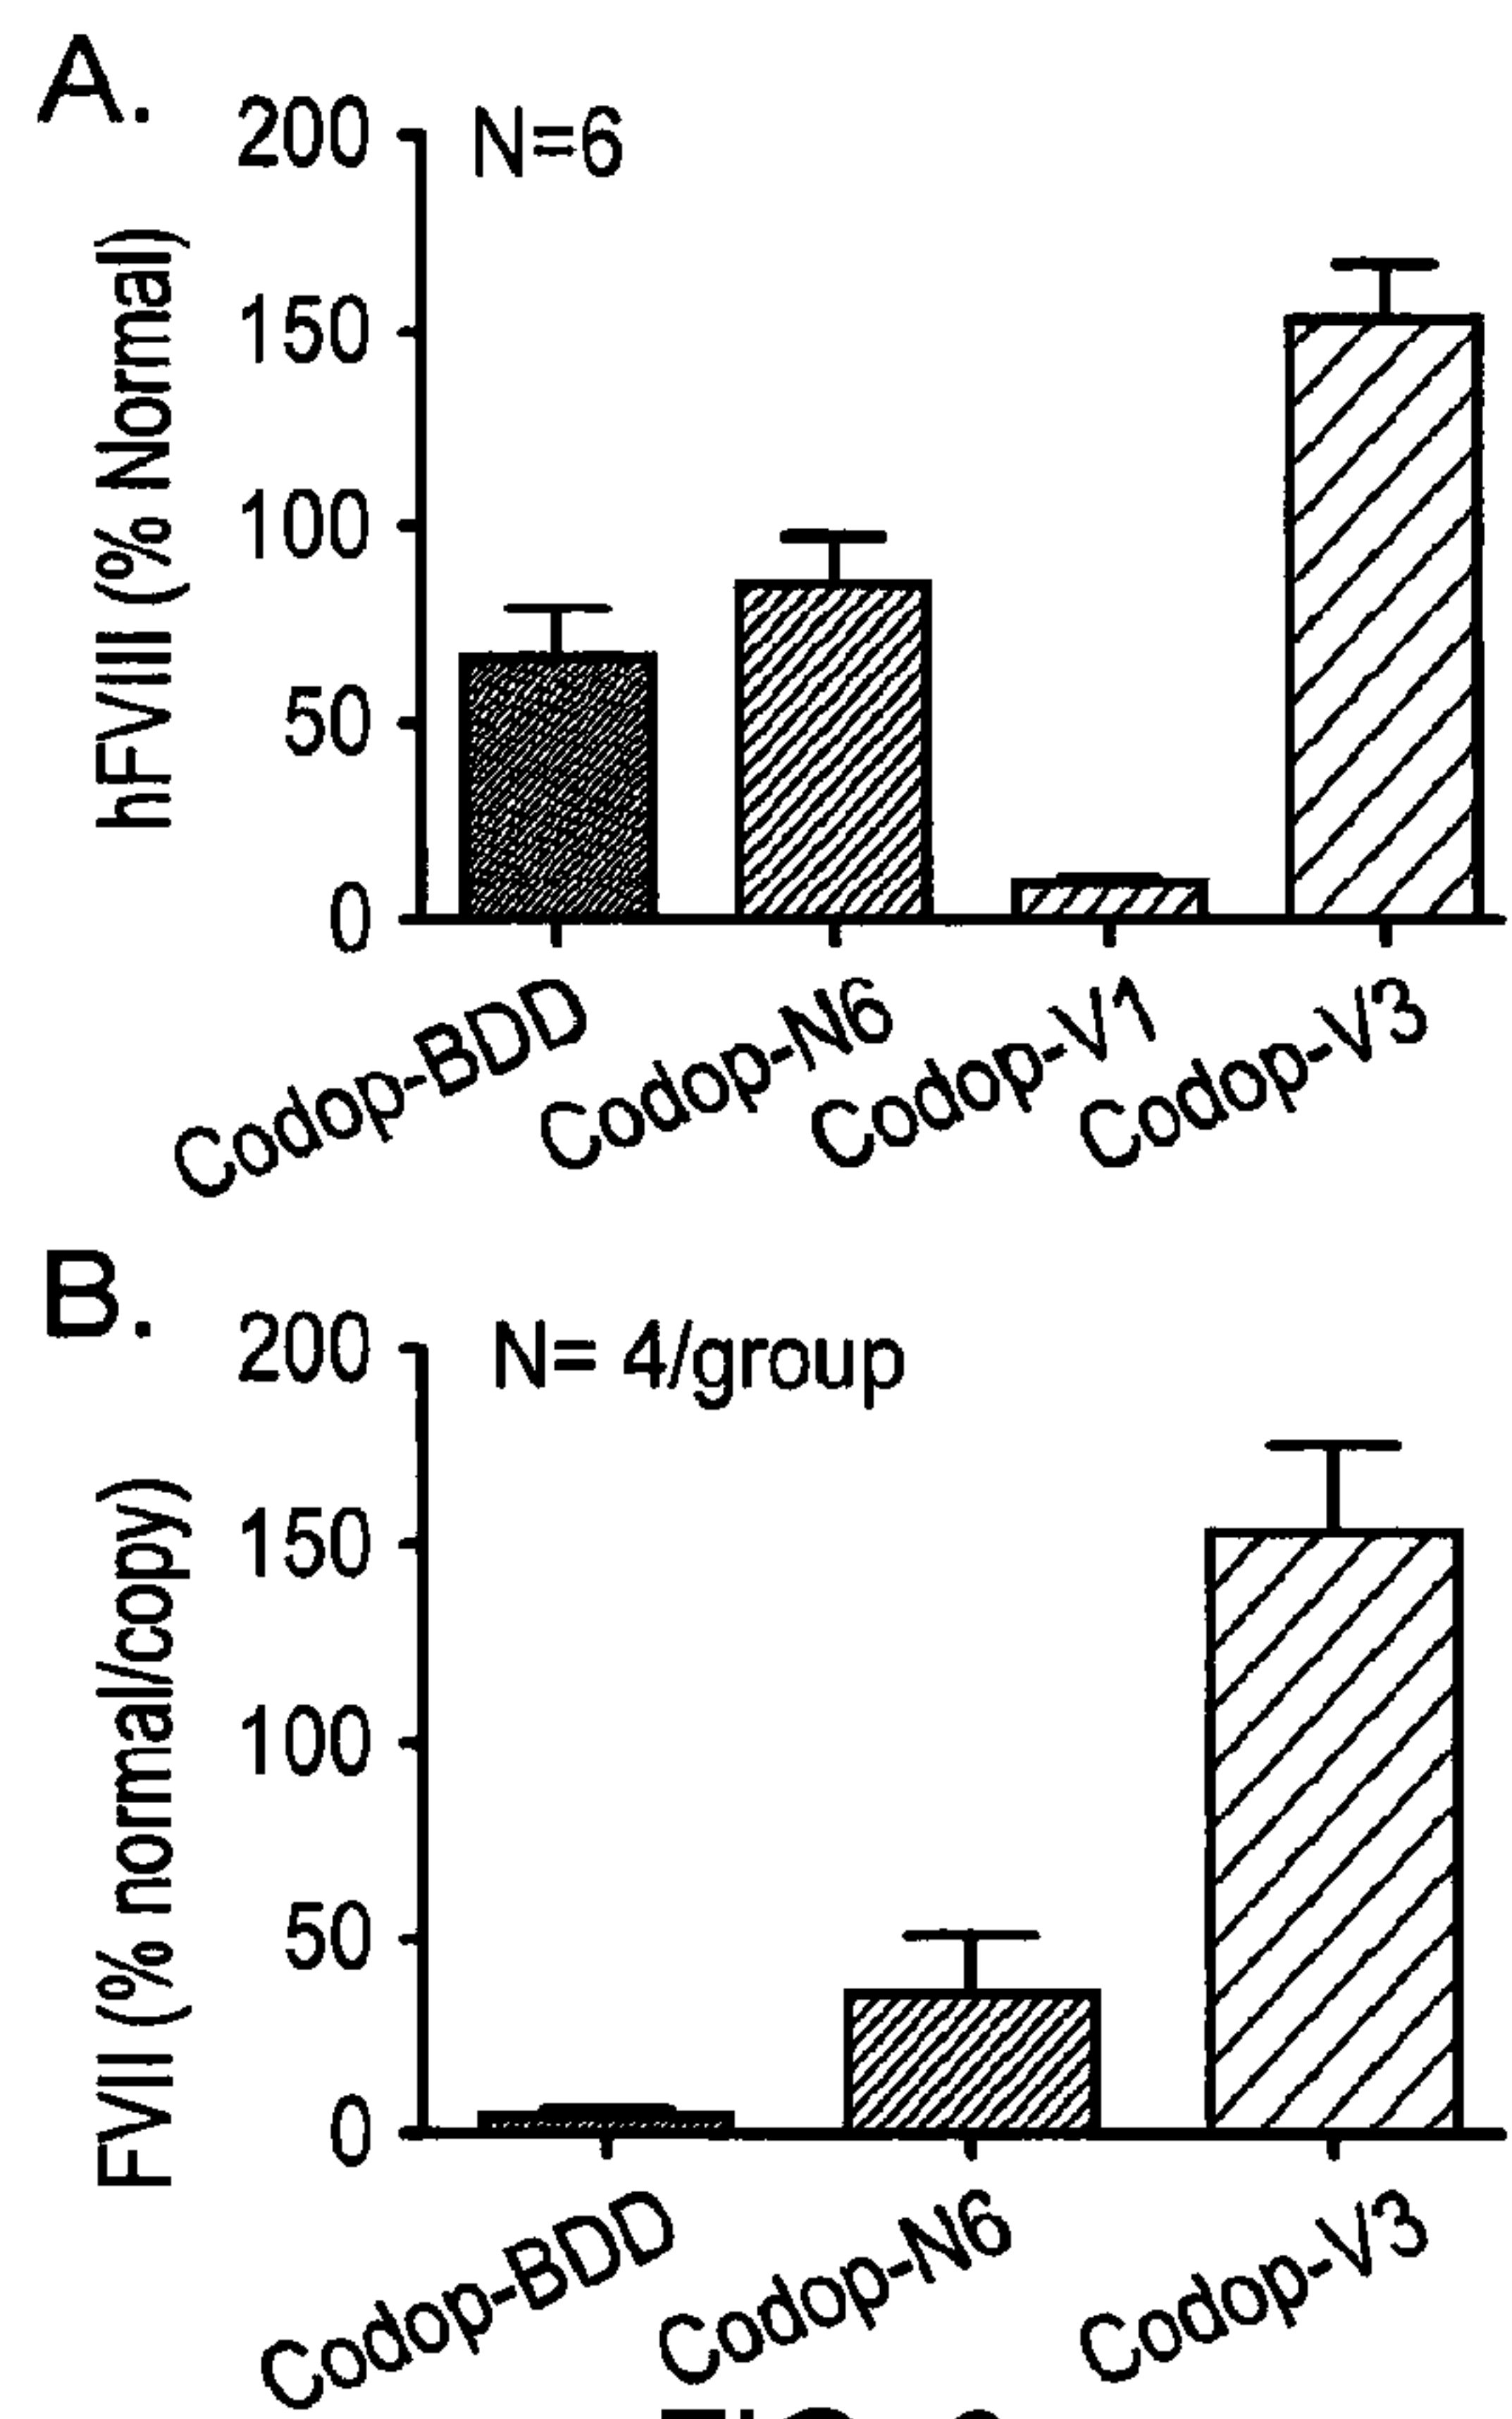 A.
N=6
hFVIII (% Normal)
200
150
100
50
0
Codop-BDD
Codop-N6
Codop-V1
Codop-V3
B.
N= 4/group
FVIII (% normal/copy)
200
150
100
50
0
Codop-BDD
Codop-N6
Codop-V3